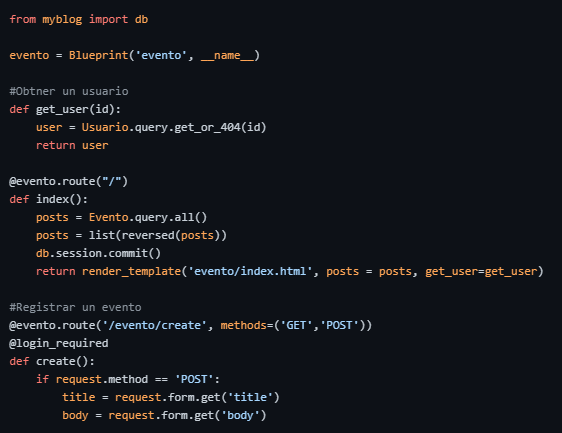 from myblog import db
evento = Blueprint('evento', __name__)
#Obtner un usuario
def get_user(id):
    user = Usuario.query.get_or_404(id)
    return user
@evento.route("/")
def index():
    posts = Evento.query.all()
    posts = list(reversed(posts))
    db.session.commit()
    return render_template('evento/index.html', posts = posts, get_user=get_user)
#Registrar un evento
@evento.route('/evento/create', methods=('GET','POST'))
@login_required
def create():
    if request.method == 'POST':
        title = request.form.get('title')
        body = request.form.get('body')